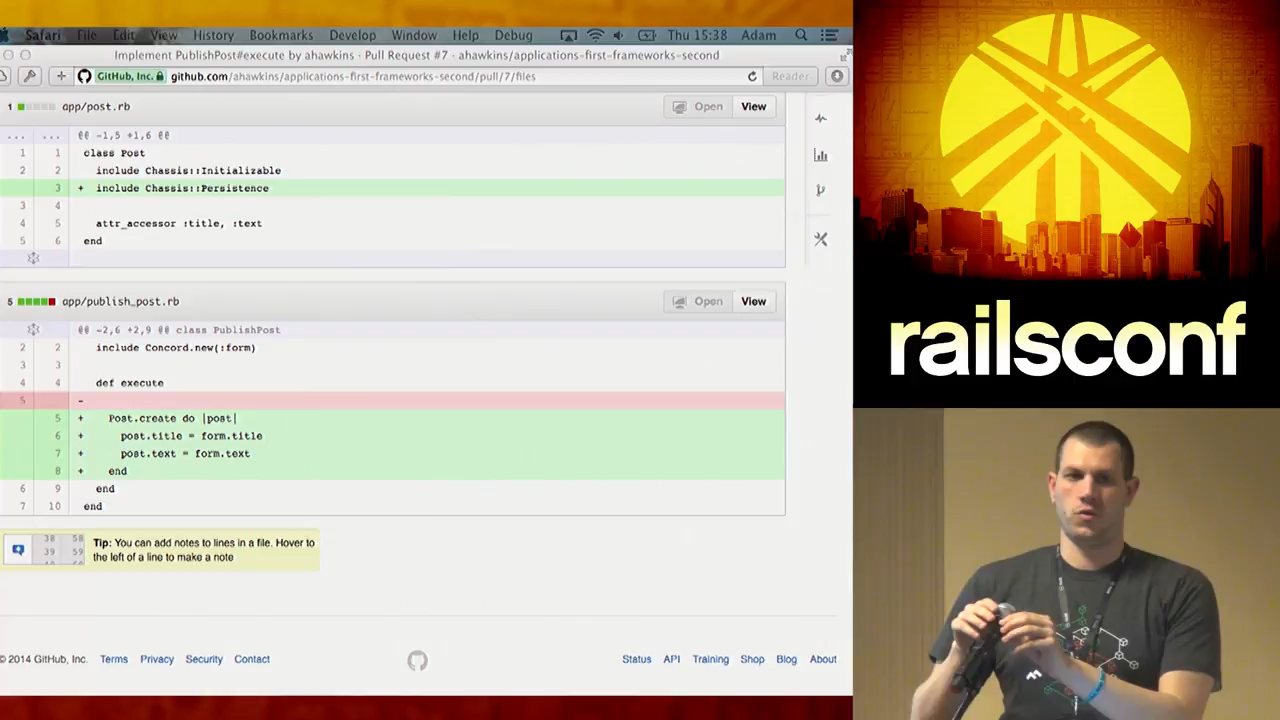 Safari File Edit View History Bookmarks Develop Window Help Debug Thu 15:38 Adam
Implement PublishPost#execute by ahawkins · Pull Request #7 · ahawkins/applications-first-frameworks-second
GitHub, Inc. github.com/ahawkins/applications-first-frameworks-second/pull/7/files Reader
1 app/post.rb Open View
... ... @@ -1,5 +1,6 @@
1 1 class Post
2 2 include Chassis::Initializable
3 + include Chassis::Persistence
3 4
4 5 attr_accessor :title, :text
5 6 end
5 app/publish_post.rb Open View
@@ -2,6 +2,9 @@ class PublishPost
2 2 include Concord.new(:form)
3 3
4 4 def execute
5 -
5 + Post.create do |post|
6 + post.title = form.title
7 + post.text = form.text
8 + end
6 9 end
7 10 end
38 58
39 59
Tip: You can add notes to lines in a file. Hover to
the left of a line to make a note
© 2014 GitHub, Inc. Terms Privacy Security Contact Status API Training Shop Blog About
railsconf